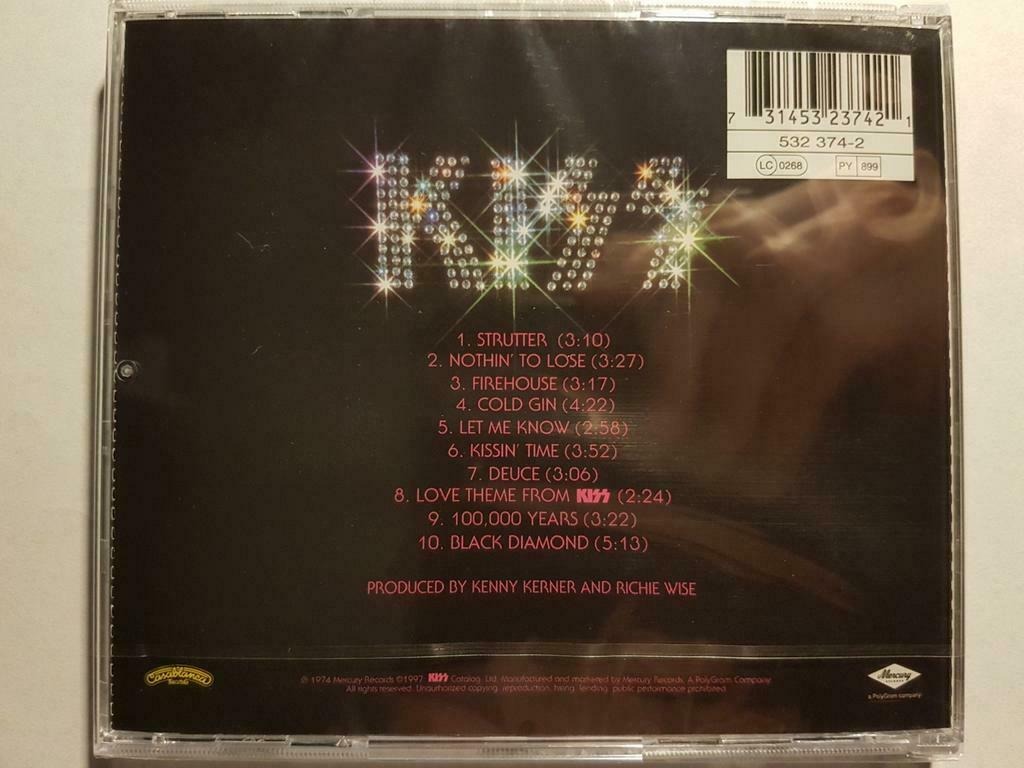 7 31453 23742 1
532 374-2
LC 0268 PY 899
KISS
1. STRUTTER (3:10)
2. NOTHIN' TO LOSE (3:27)
3. FIREHOUSE (3:17)
4. COLD GIN (4:22)
5. LET ME KNOW (2:58)
6. KISSIN' TIME (3:52)
7. DEUCE (3:06)
8. LOVE THEME FROM KISS (2:24)
9. 100,000 YEARS (3:22)
10. BLACK DIAMOND (5:13)
PRODUCED BY KENNY KERNER AND RICHIE WISE
Casablanca
Records
℗ 1974 Mercury Records ©1997 KISS Catalog, Ltd. Manufactured and marketed by Mercury Records. A PolyGram Company
All rights reserved. Unauthorized copying, reproduction, hiring, lending, public performance prohibited.
Mercury
RECORDS
a PolyGram company